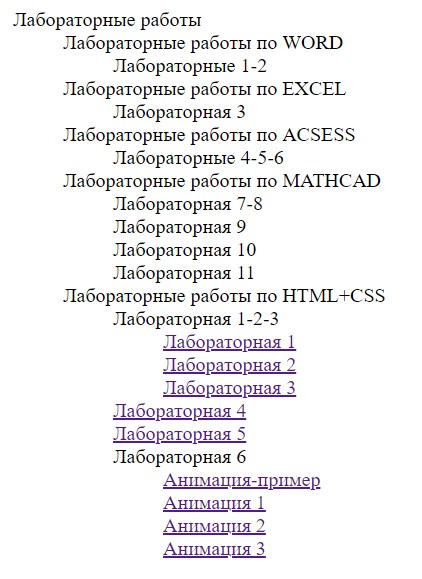 Лабораторные работы
Лабораторные работы по WORD
Лабораторные 1-2
Лабораторные работы по EXCEL
Лабораторная 3
Лабораторные работы по ACSESS
Лабораторные 4-5-6
Лабораторные работы по MATHCAD
Лабораторная 7-8
Лабораторная 9
Лабораторная 10
Лабораторная 11
Лабораторные работы по HTML+CSS
Лабораторная 1-2-3
Лабораторная 1
Лабораторная 2
Лабораторная 3
Лабораторная 4
Лабораторная 5
Лабораторная 6
Анимация-пример
Анимация 1
Анимация 2
Анимация 3